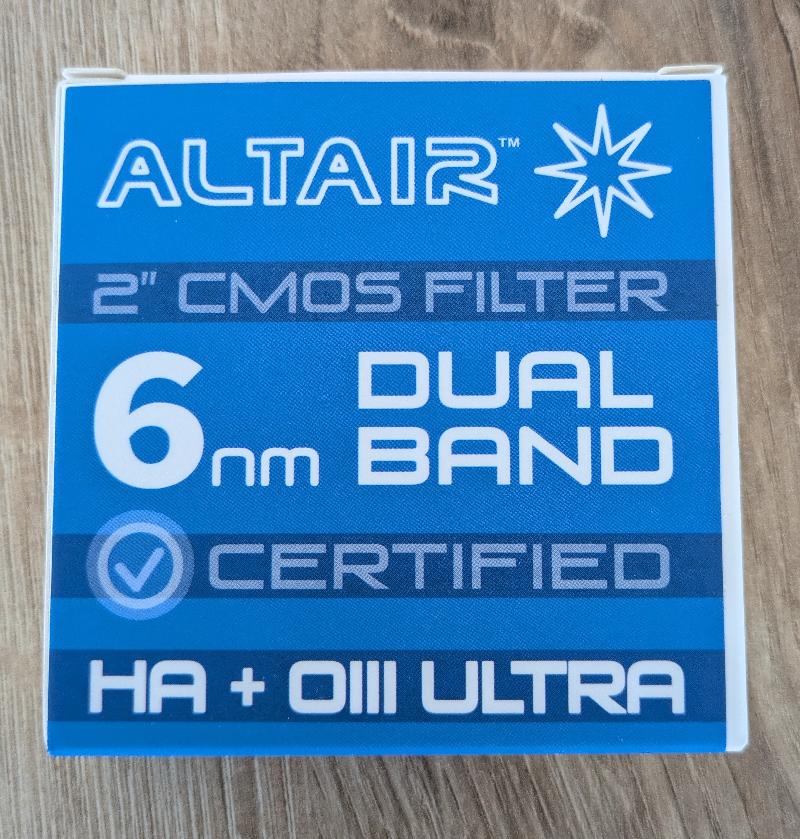 ALTAIR™
2" CMOS FILTER
6nm DUAL BAND
CERTIFIED
HA + OIII ULTRA